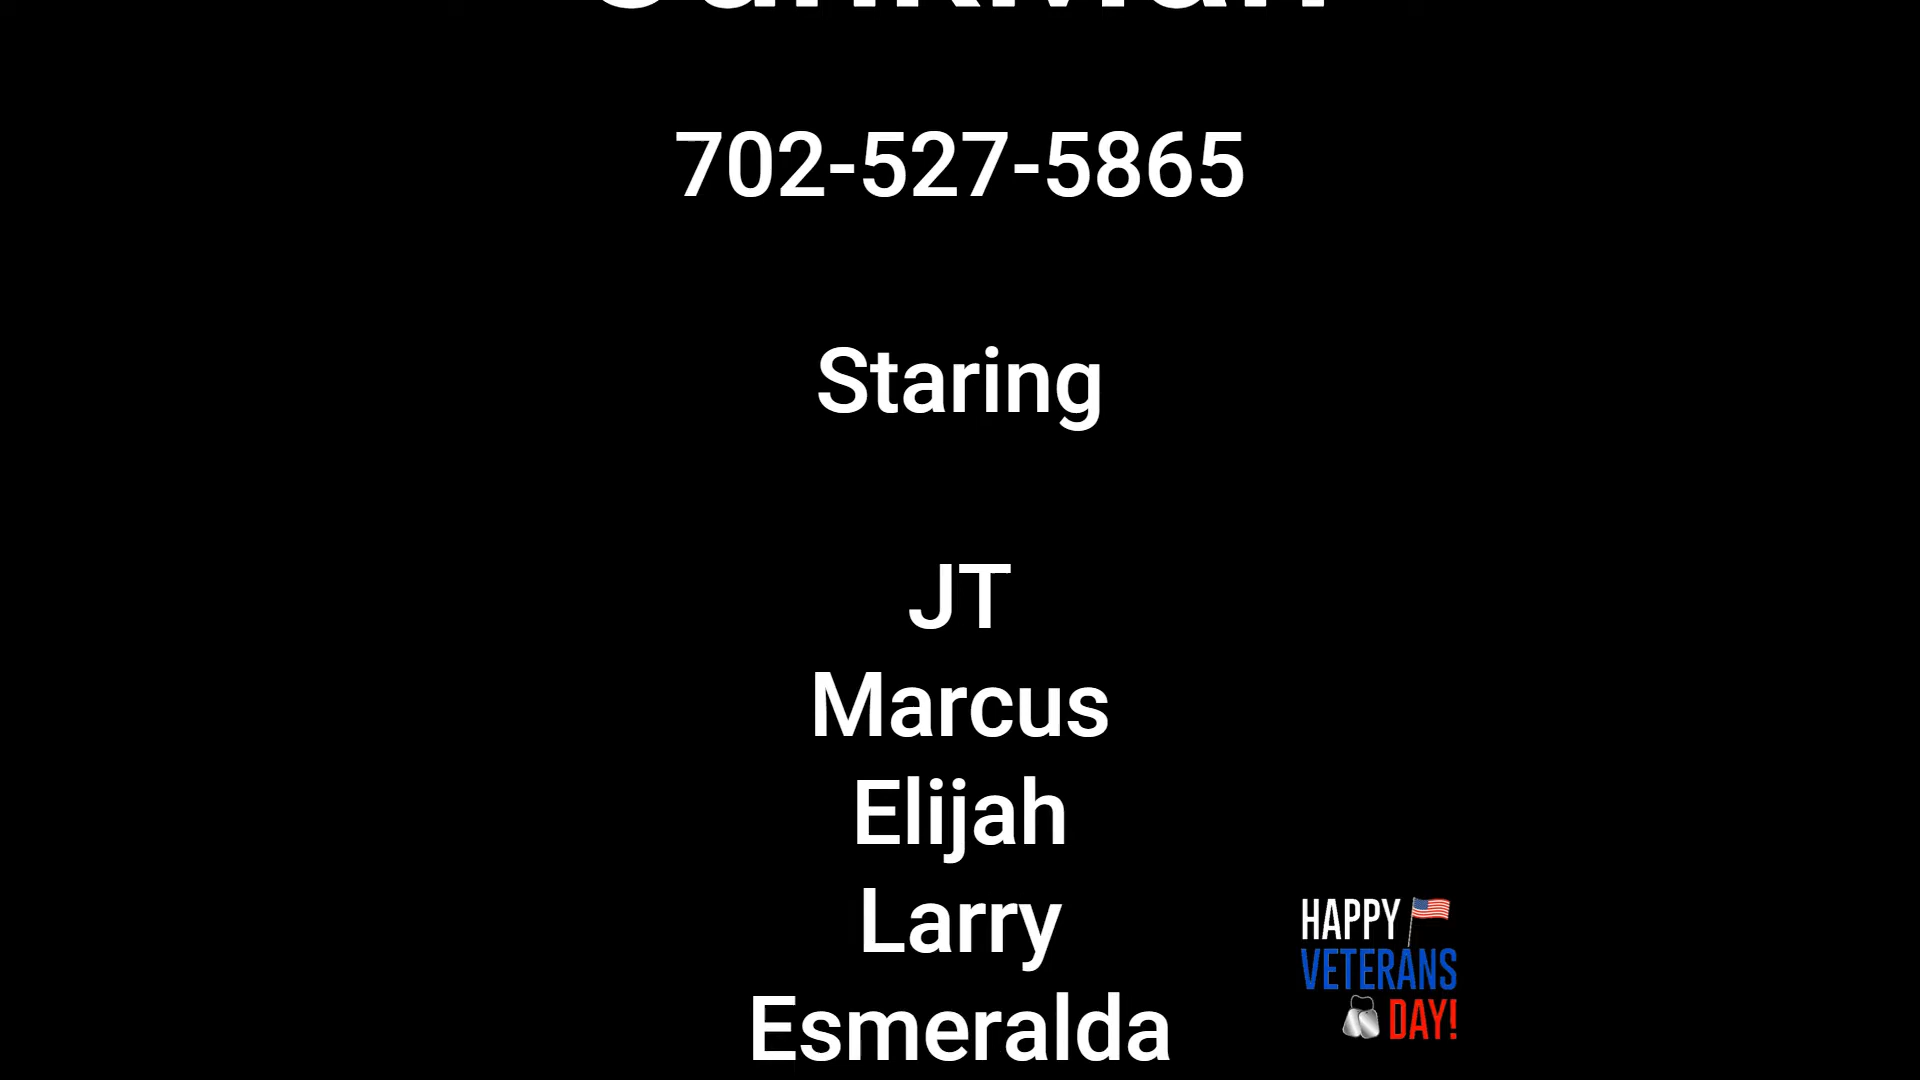 702-527-5865
Staring
JT
Marcus
Elijah
Larry
Esmeralda
HAPPY
VETERANS
DAY!